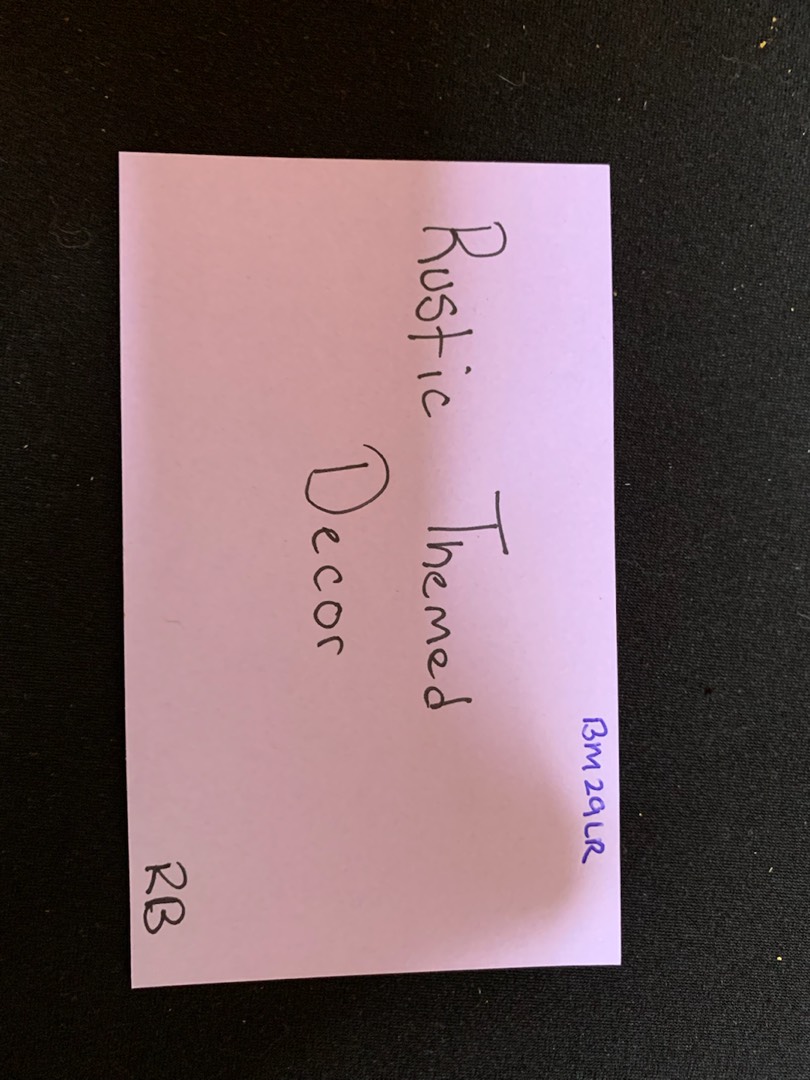 BM29LR
Rustic Themed
Decor
RB